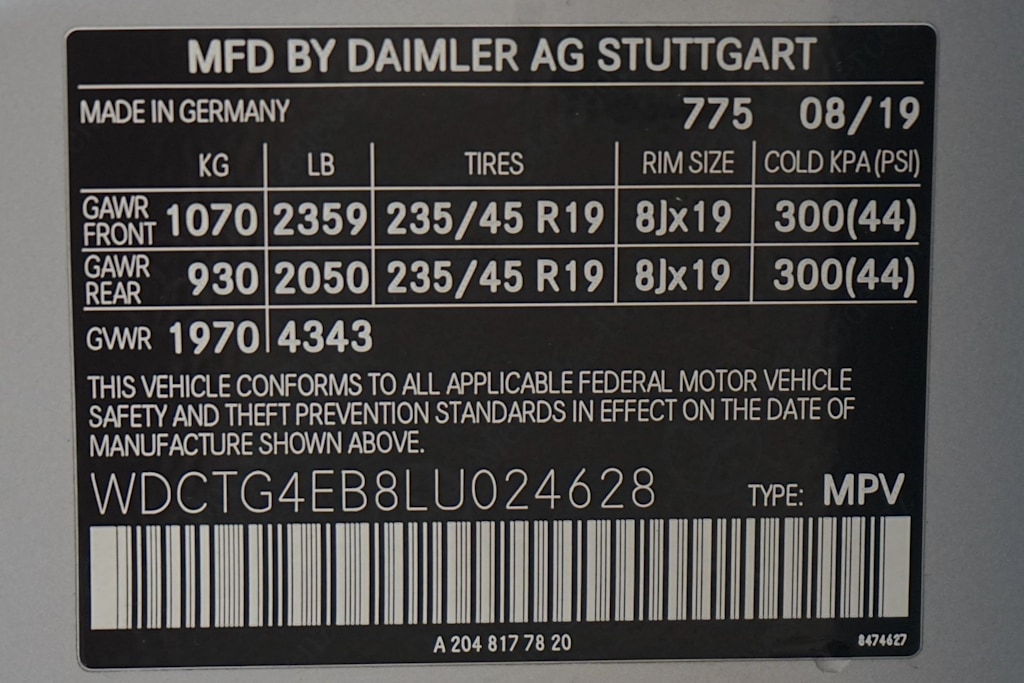 MFD BY DAIMLER AG STUTTGART
MADE IN GERMANY 775 08/19
KG LB TIRES RIM SIZE COLD KPA (PSI)
GAWR FRONT 1070 2359 235/45 R19 8Jx19 300(44)
GAWR REAR 930 2050 235/45 R19 8Jx19 300(44)
GVWR 1970 4343
THIS VEHICLE CONFORMS TO ALL APPLICABLE FEDERAL MOTOR VEHICLE
SAFETY AND THEFT PREVENTION STANDARDS IN EFFECT ON THE DATE OF
MANUFACTURE SHOWN ABOVE.
WDCTG4EB8LU024628 TYPE: MPV
A 204 817 78 20 8474627